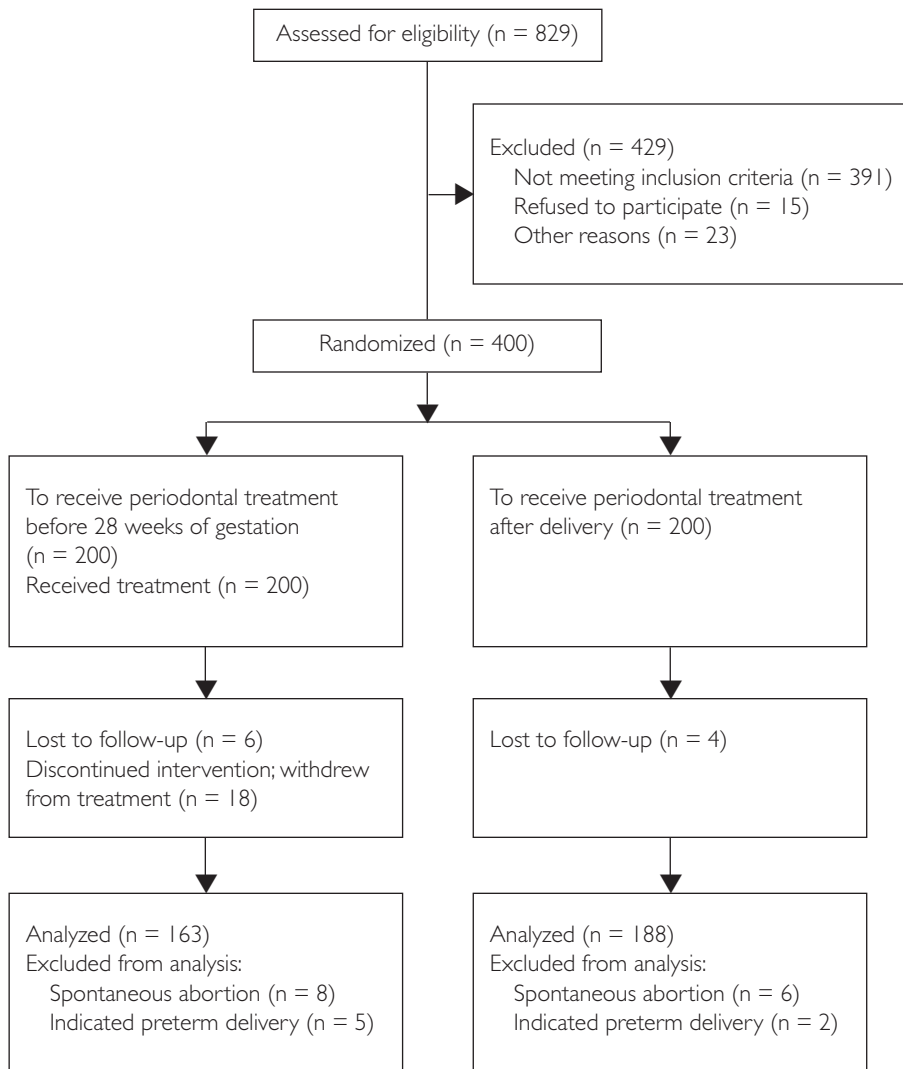 Assessed for eligibility (n = 829)
Excluded (n = 429)
Not meeting inclusion criteria (n = 391)
Refused to participate (n = 15)
Other reasons (n = 23)
Randomized (n = 400)
To receive periodontal treatment
before 28 weeks of gestation
(n = 200)
Received treatment (n = 200)
To receive periodontal treatment
after delivery (n = 200)
Lost to follow-up (n = 6)
Discontinued intervention; withdrew
from treatment (n = 18)
Lost to follow-up (n = 4)
Analyzed (n = 163)
Excluded from analysis:
Spontaneous abortion (n = 8)
Indicated preterm delivery (n = 5)
Analyzed (n = 188)
Excluded from analysis:
Spontaneous abortion (n = 6)
Indicated preterm delivery (n = 2)